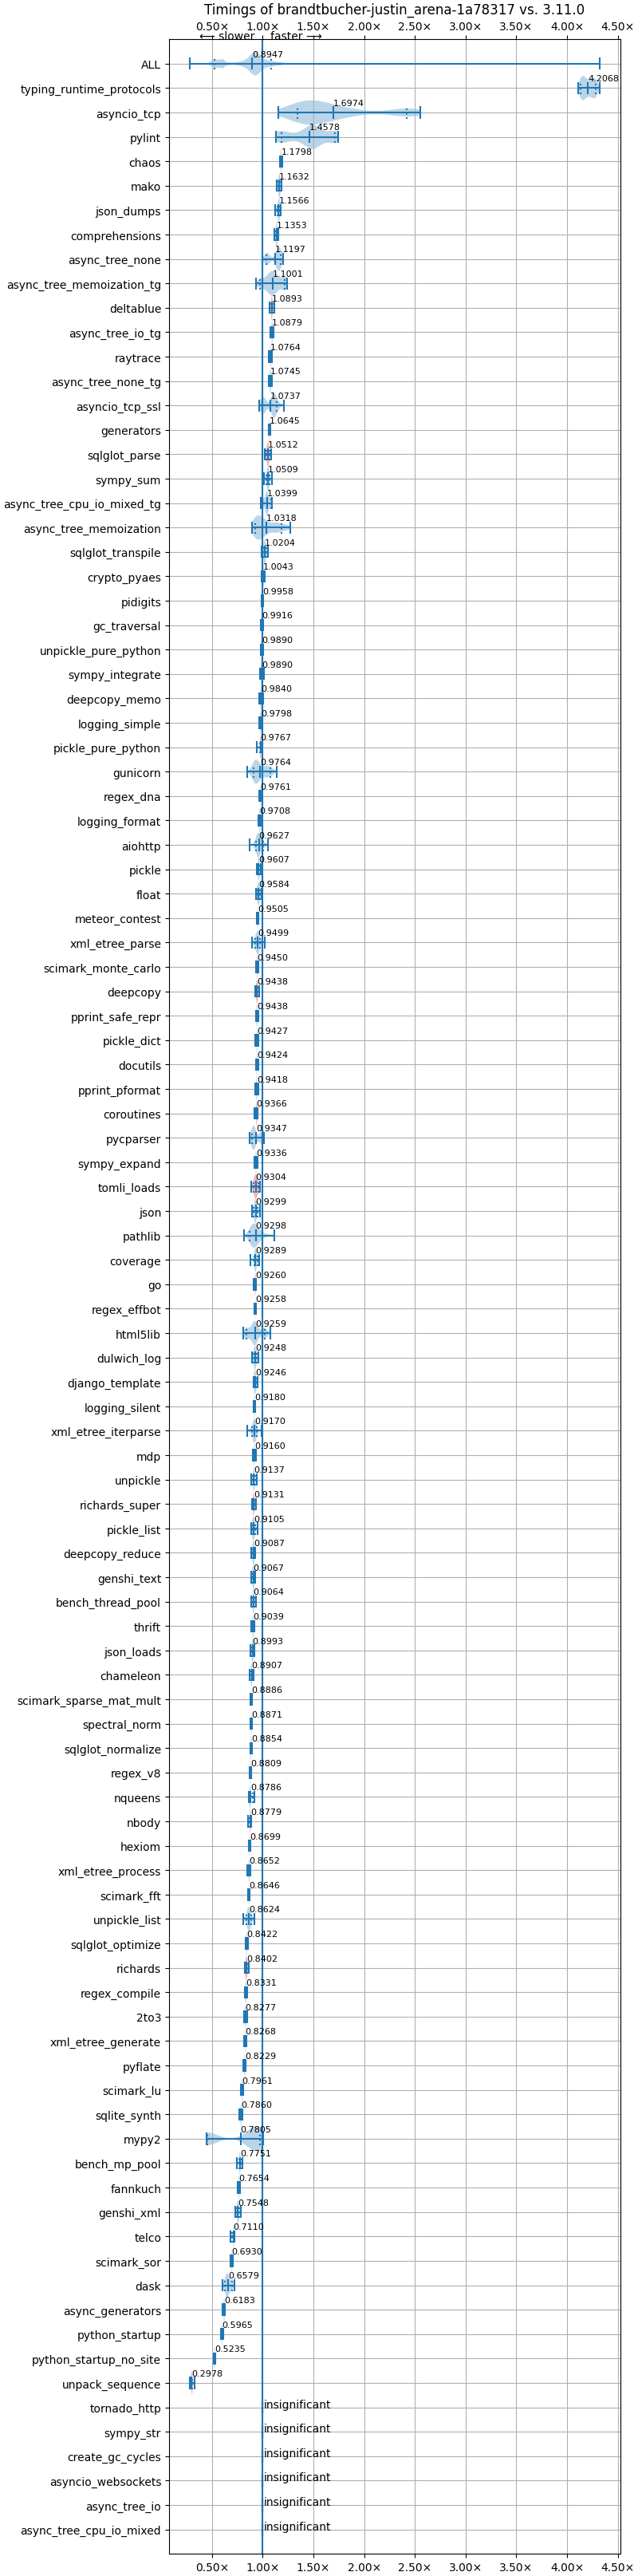 Timings of brandtbucher-justin_arena-1a78317 vs. 3.11.0
0.50× 1.00× 1.50× 2.00× 2.50× 3.00× 3.50× 4.00× 4.50×
←— slower faster —→
ALL 0.8947
typing_runtime_protocols 4.2068
asyncio_tcp 1.6974
pylint 1.4578
chaos 1.1798
mako 1.1632
json_dumps 1.1566
comprehensions 1.1353
async_tree_none 1.1197
async_tree_memoization_tg 1.1001
deltablue 1.0893
async_tree_io_tg 1.0879
raytrace 1.0764
async_tree_none_tg 1.0745
asyncio_tcp_ssl 1.0737
generators 1.0645
sqlglot_parse 1.0512
sympy_sum 1.0509
async_tree_cpu_io_mixed_tg 1.0399
async_tree_memoization 1.0318
sqlglot_transpile 1.0204
crypto_pyaes 1.0043
pidigits 0.9958
gc_traversal 0.9916
unpickle_pure_python 0.9890
sympy_integrate 0.9890
deepcopy_memo 0.9840
logging_simple 0.9798
pickle_pure_python 0.9767
gunicorn 0.9764
regex_dna 0.9761
logging_format 0.9708
aiohttp 0.9627
pickle 0.9607
float 0.9584
meteor_contest 0.9505
xml_etree_parse 0.9499
scimark_monte_carlo 0.9450
deepcopy 0.9438
pprint_safe_repr 0.9438
pickle_dict 0.9427
docutils 0.9424
pprint_pformat 0.9418
coroutines 0.9366
pycparser 0.9347
sympy_expand 0.9336
tomli_loads 0.9304
json 0.9299
pathlib 0.9298
coverage 0.9289
go 0.9260
regex_effbot 0.9258
html5lib 0.9259
dulwich_log 0.9248
django_template 0.9246
logging_silent 0.9180
xml_etree_iterparse 0.9170
mdp 0.9160
unpickle 0.9137
richards_super 0.9131
pickle_list 0.9105
deepcopy_reduce 0.9087
genshi_text 0.9067
bench_thread_pool 0.9064
thrift 0.9039
json_loads 0.8993
chameleon 0.8907
scimark_sparse_mat_mult 0.8886
spectral_norm 0.8871
sqlglot_normalize 0.8854
regex_v8 0.8809
nqueens 0.8786
nbody 0.8779
hexiom 0.8699
xml_etree_process 0.8652
scimark_fft 0.8646
unpickle_list 0.8624
sqlglot_optimize 0.8422
richards 0.8402
regex_compile 0.8331
2to3 0.8277
xml_etree_generate 0.8268
pyflate 0.8229
scimark_lu 0.7961
sqlite_synth 0.7860
mypy2 0.7805
bench_mp_pool 0.7751
fannkuch 0.7654
genshi_xml 0.7548
telco 0.7110
scimark_sor 0.6930
dask 0.6579
async_generators 0.6183
python_startup 0.5965
python_startup_no_site 0.5235
unpack_sequence 0.2978
tornado_http insignificant
sympy_str insignificant
create_gc_cycles insignificant
asyncio_websockets insignificant
async_tree_io insignificant
async_tree_cpu_io_mixed insignificant
0.50× 1.00× 1.50× 2.00× 2.50× 3.00× 3.50× 4.00× 4.50×